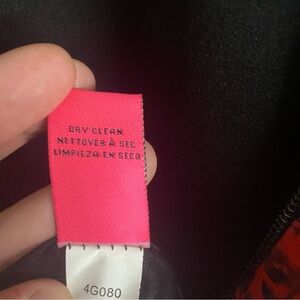 DRY CLEAN
NETTOYER À SEC
LIMPIEZA EN SECO
4G080